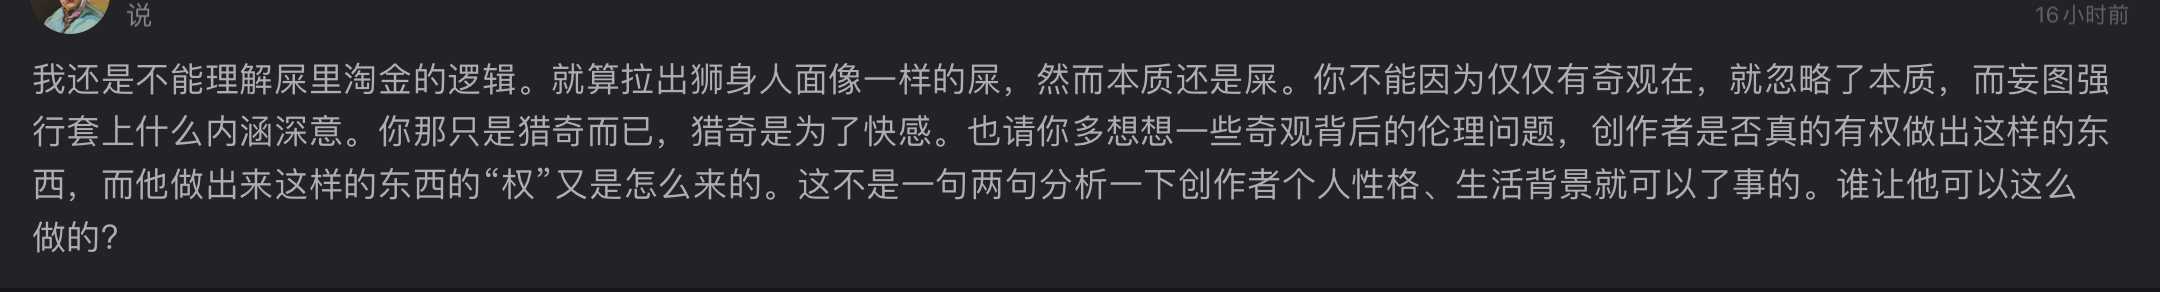 说
16小时前
我还是不能理解屎里淘金的逻辑。就算拉出狮身人面像一样的屎，然而本质还是屎。你不能因为仅仅有奇观在，就忽略了本质，而妄图强
行套上什么内涵深意。你那只是猎奇而已，猎奇是为了快感。也请你多想想一些奇观背后的伦理问题，创作者是否真的有权做出这样的东
西，而他做出来这样的东西的“权”又是怎么来的。这不是一句两句分析一下创作者个人性格、生活背景就可以了事的。谁让他可以这么
做的?